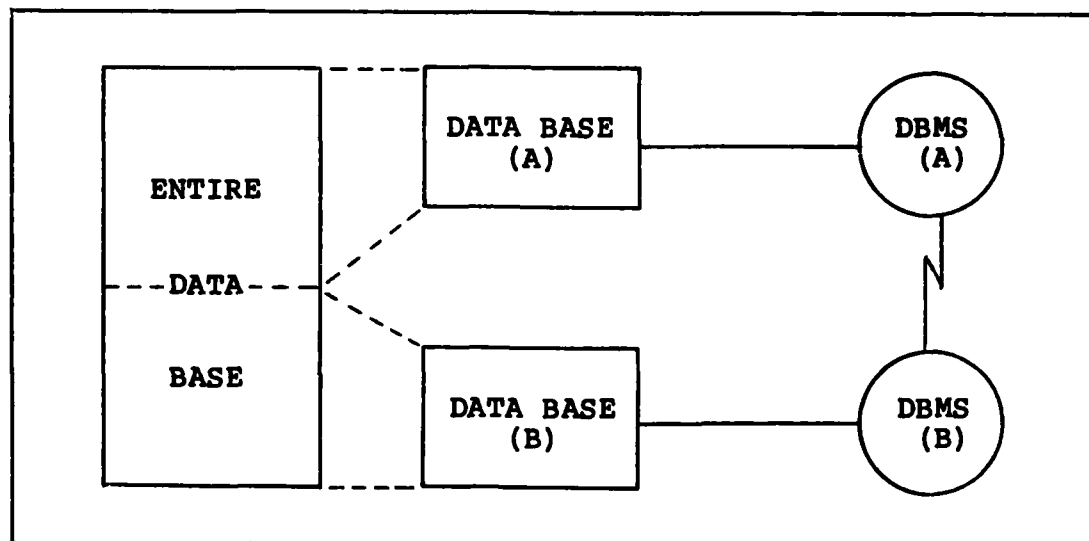 ENTIRE
DATA
BASE
DATA BASE
(A)
DBMS
(A)
DATA BASE
(B)
DBMS
(B)